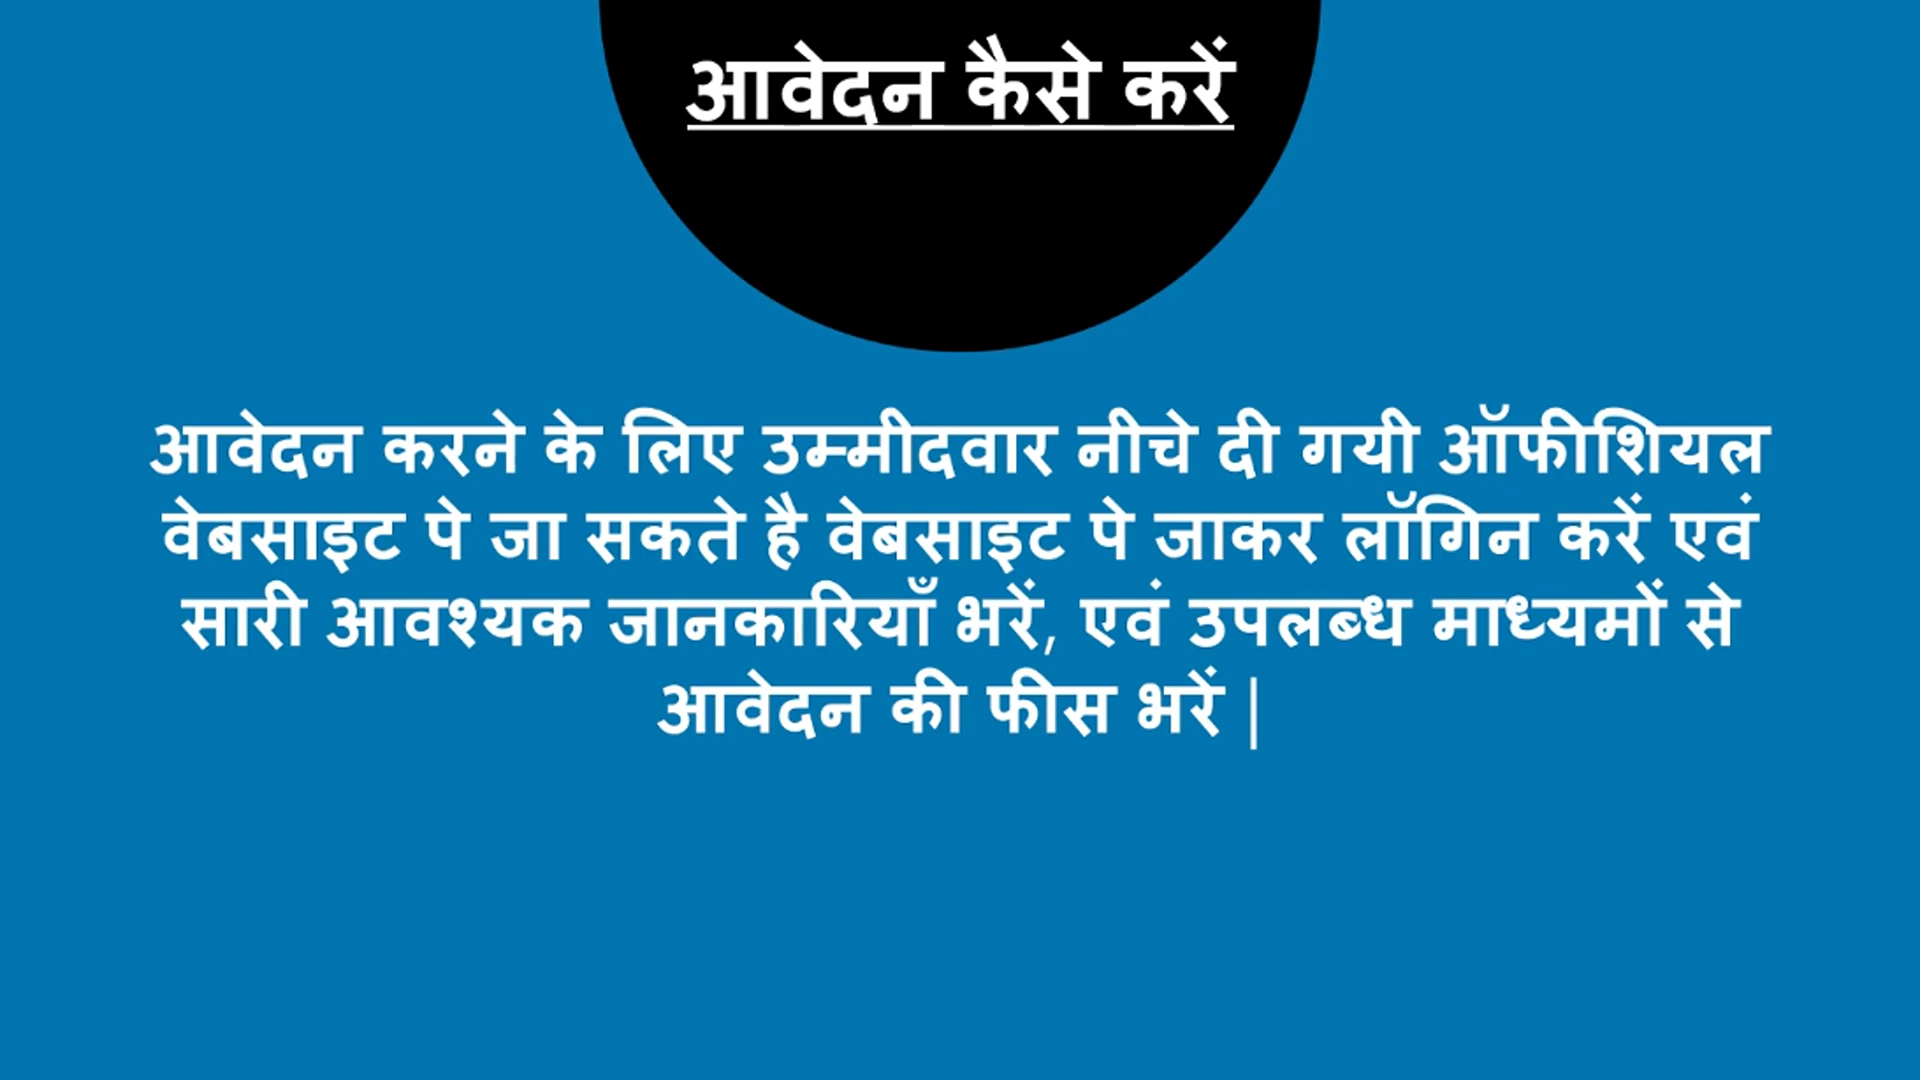 आवेदन कैसे करें
आवेदन करने के लिए उम्मीदवार नीचे दी गयी ऑफीशियल
वेबसाइट पे जा सकते है वेबसाइट पे जाकर लॉगिन करें एवं
सारी आवश्यक जानकारियाँ भरें, एवं उपलब्ध माध्यमों से
आवेदन की फीस भरें |